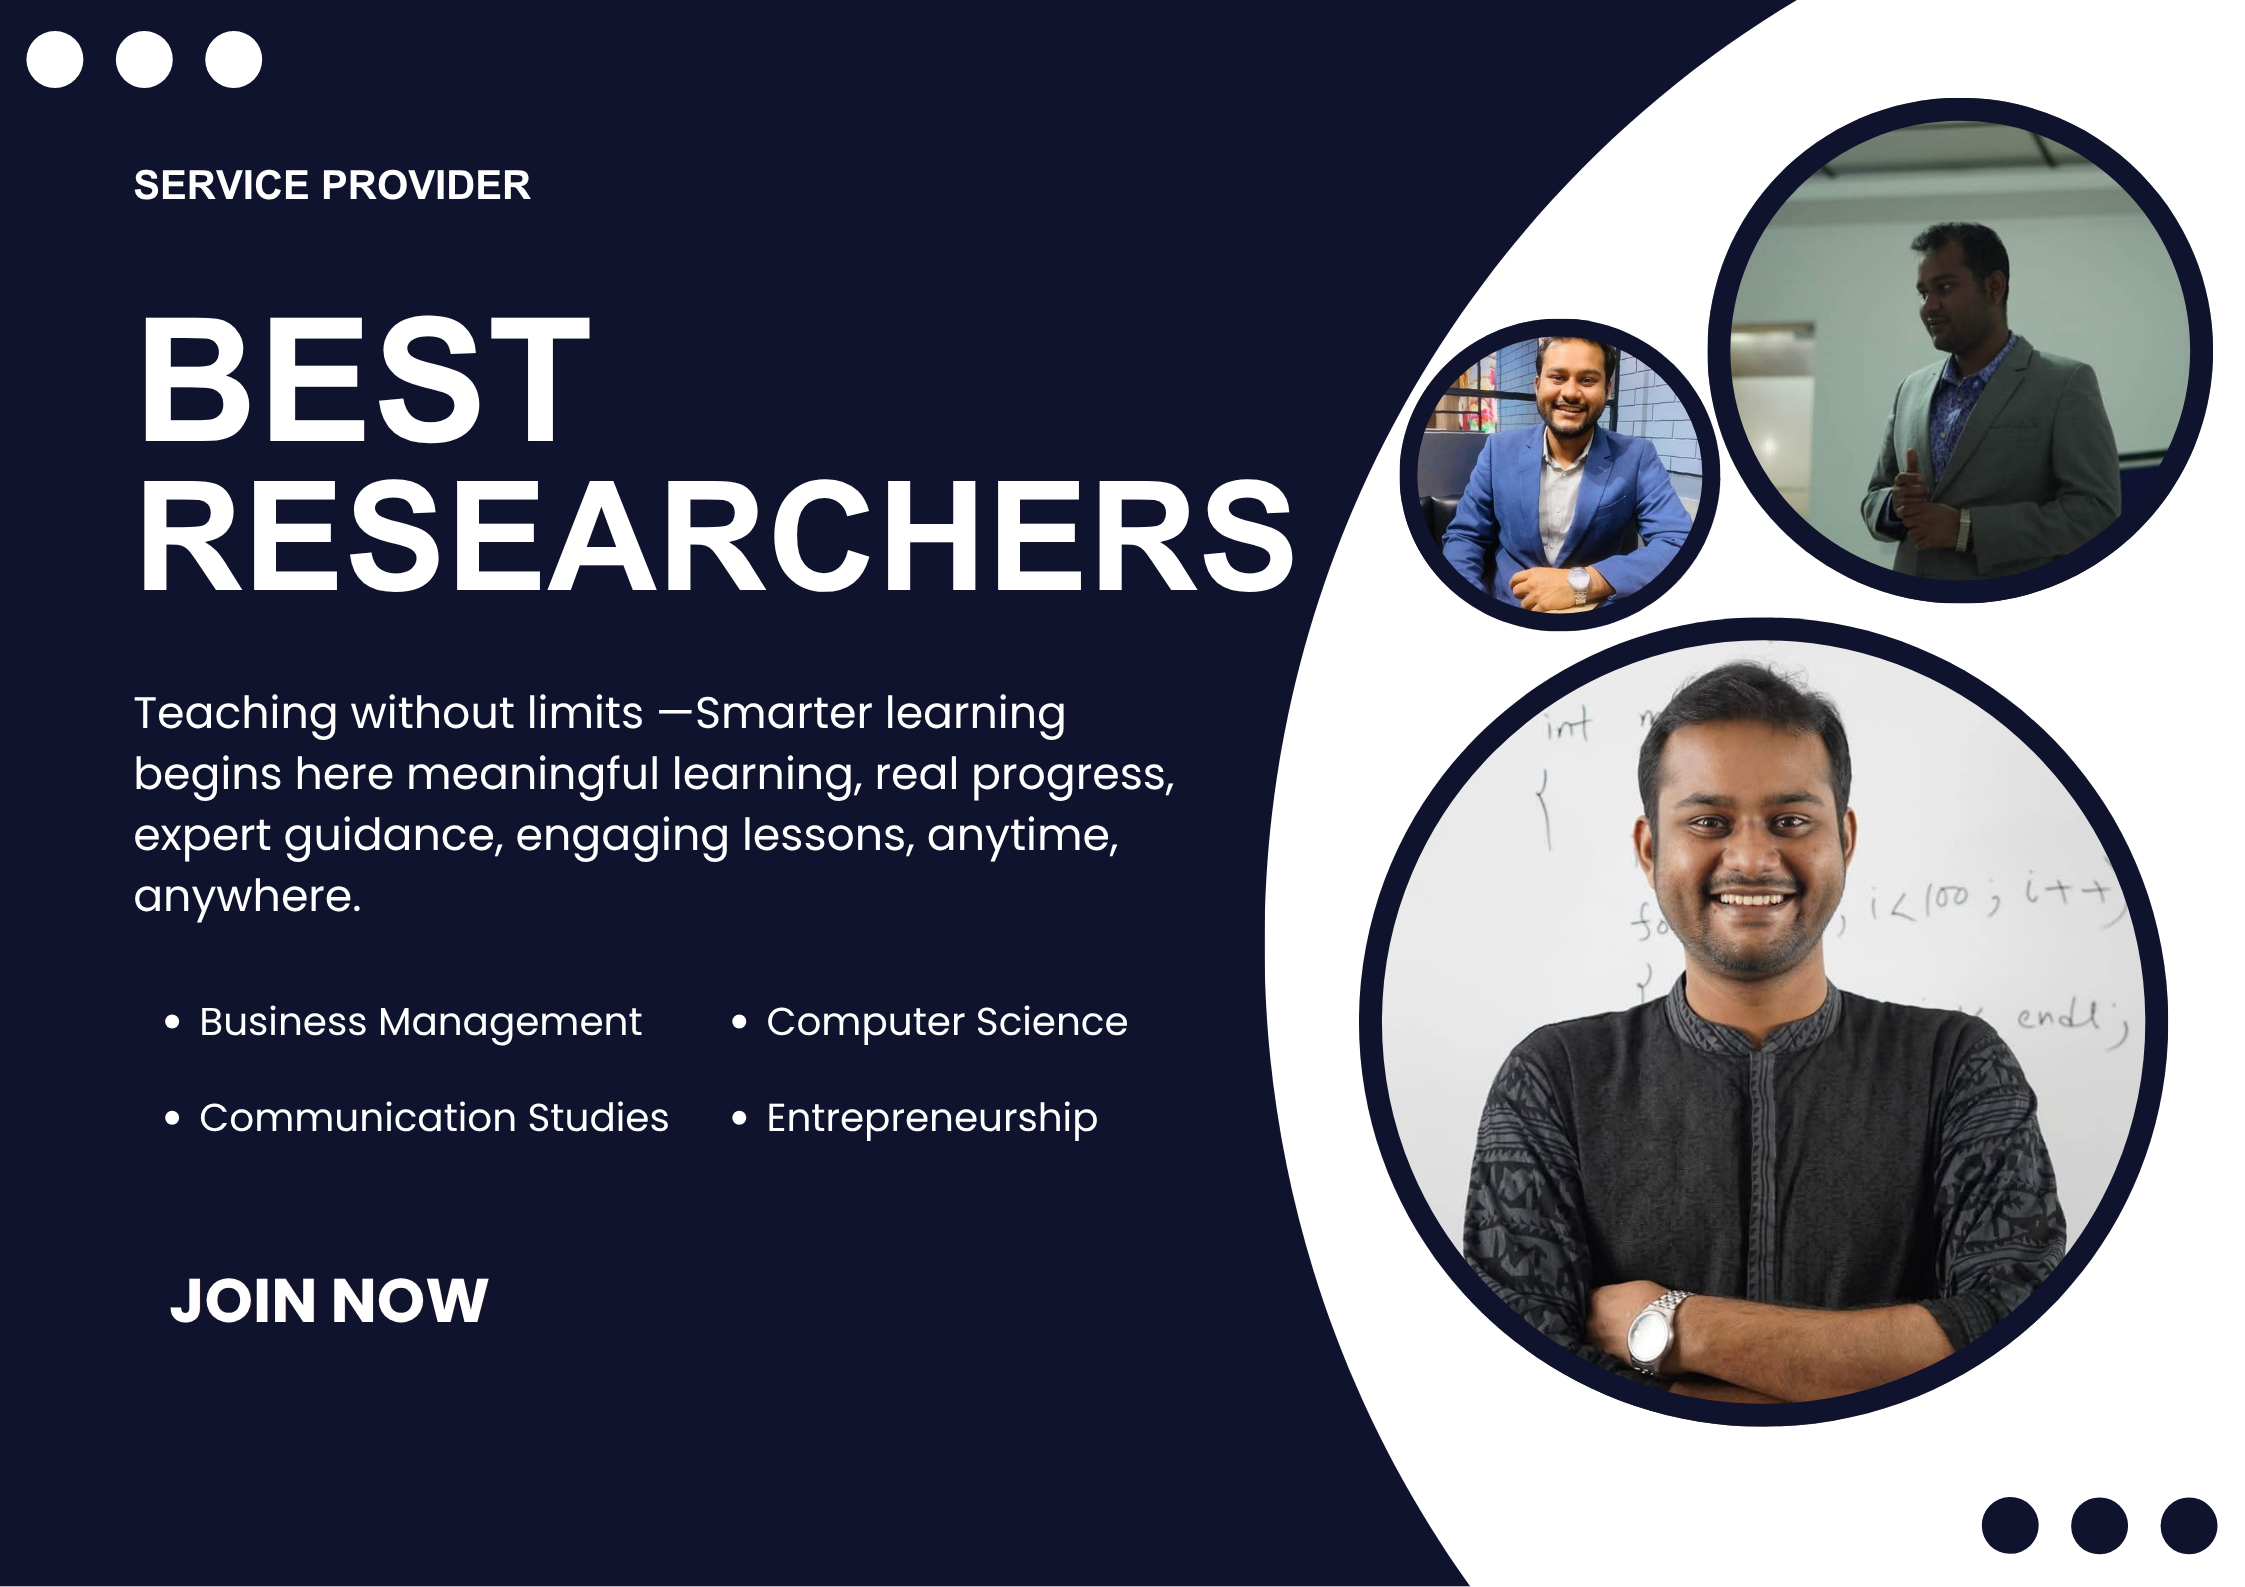 SERVICE PROVIDER
BEST
RESEARCHERS
Teaching without limits —Smarter learning
begins here meaningful learning, real progress,
expert guidance, engaging lessons, anytime,
anywhere.
• Business Management
• Computer Science
• Communication Studies
• Entrepreneurship
JOIN NOW
int
{
; i<100; i++)
}
endl;